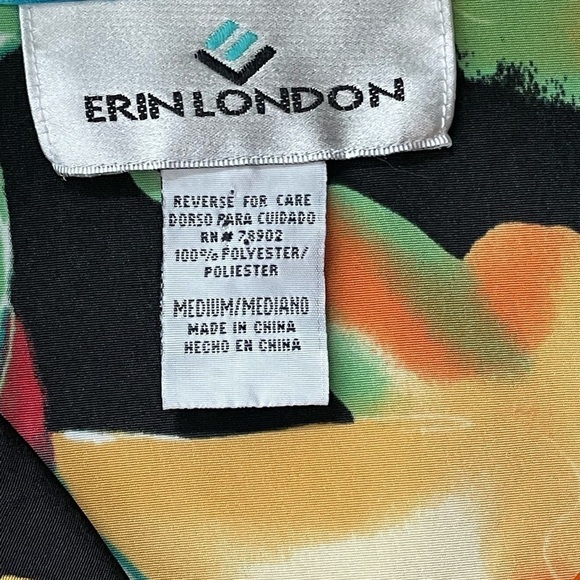 ERIN LONDON
REVERSE FOR CARE
DORSO PARA CUIDADO
RN# 78902
100% POLYESTER/
POLIESTER
MEDIUM/MEDIANO
MADE IN CHINA
HECHO EN CHINA